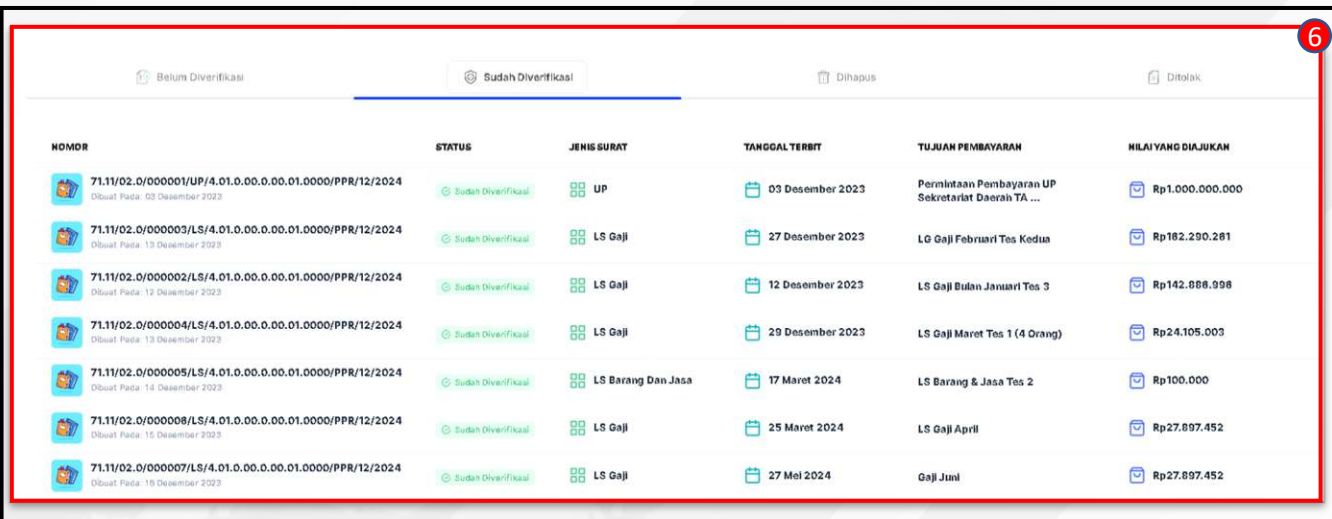 6
Belum Diverifikasi
Sudah Diverifikasi
Dihapus
Ditolak
NOMOR STATUS JENIS SURAT TANGGAL TERBIT TUJUAN PEMBAYARAN NILAI YANG DIAJUKAN
71.11/02.0/000001/UP/4.01.0.00.0.00.01.0000/PPR/12/2024
Dibuat Pada: 03 Desember 2023
Sudah Diverifikasi
UP
03 Desember 2023
Permintaan Pembayaran UP
Sekretariat Daerah TA ...
Rp1.000.000.000
71.11/02.0/000003/LS/4.01.0.00.0.00.01.0000/PPR/12/2024
Dibuat Pada: 13 Desember 2023
Sudah Diverifikasi
LS Gaji
27 Desember 2023
LG Gaji Februari Tes Kedua
Rp162.290.261
71.11/02.0/000002/LS/4.01.0.00.0.00.01.0000/PPR/12/2024
Dibuat Pada: 12 Desember 2023
Sudah Diverifikasi
LS Gaji
12 Desember 2023
LS Gaji Bulan Januari Tes 3
Rp142.886.996
71.11/02.0/000004/LS/4.01.0.00.0.00.01.0000/PPR/12/2024
Dibuat Pada: 13 Desember 2023
Sudah Diverifikasi
LS Gaji
29 Desember 2023
LS Gaji Maret Tes 1 (4 Orang)
Rp24.105.003
71.11/02.0/000005/LS/4.01.0.00.0.00.01.0000/PPR/12/2024
Dibuat Pada: 14 Desember 2023
Sudah Diverifikasi
LS Barang Dan Jasa
17 Maret 2024
LS Barang & Jasa Tes 2
Rp100.000
71.11/02.0/000006/LS/4.01.0.00.0.00.01.0000/PPR/12/2024
Dibuat Pada: 15 Desember 2023
Sudah Diverifikasi
LS Gaji
25 Maret 2024
LS Gaji April
Rp27.897.452
71.11/02.0/000007/LS/4.01.0.00.0.00.01.0000/PPR/12/2024
Dibuat Pada: 16 Desember 2023
Sudah Diverifikasi
LS Gaji
27 Mei 2024
Gaji Juni
Rp27.897.452